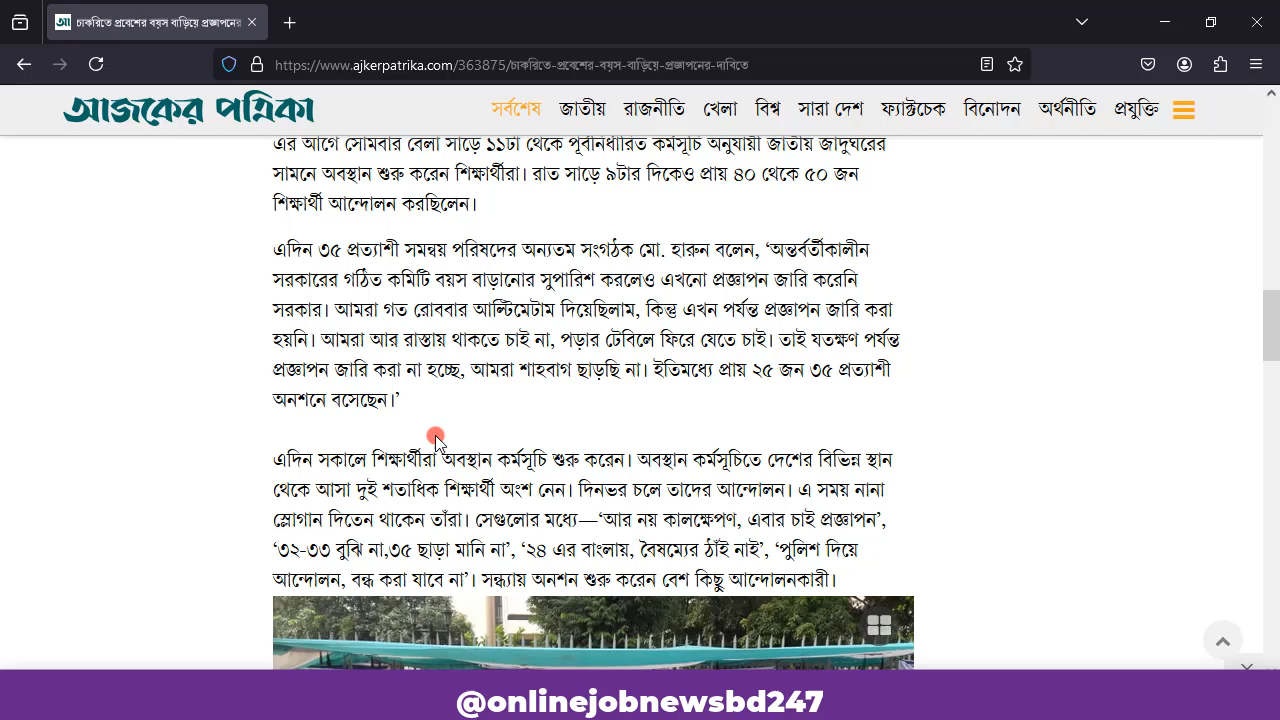 চাকরিতে প্রবেশের বয়স বাড়িয়ে প্রজ্ঞাপনের
https://www.ajkerpatrika.com/363875/চাকরিতে-প্রবেশের-বয়স-বাড়িয়ে-প্রজ্ঞাপনের-দাবিতে
আজকের পত্রিকা
সর্বশেষ জাতীয় রাজনীতি খেলা বিশ্ব সারা দেশ ফ্যাক্টচেক বিনোদন অর্থনীতি প্রযুক্তি
এর আগে সোমবার বেলা সাড়ে ১১টা থেকে পূর্বনির্ধারিত কর্মসূচি অনুযায়ী জাতীয় জাদুঘরের
সামনে অবস্থান শুরু করেন শিক্ষার্থীরা। রাত সাড়ে ৯টার দিকেও প্রায় ৪০ থেকে ৫০ জন
শিক্ষার্থী আন্দোলন করছিলেন।
এদিন ৩৫ প্রত্যাশী সমন্বয় পরিষদের অন্যতম সংগঠক মো. হারুন বলেন, ‘অন্তর্বর্তীকালীন
সরকারের গঠিত কমিটি বয়স বাড়ানোর সুপারিশ করলেও এখনো প্রজ্ঞাপন জারি করেনি
সরকার। আমরা গত রোববার আল্টিমেটাম দিয়েছিলাম, কিন্তু এখন পর্যন্ত প্রজ্ঞাপন জারি করা
হয়নি। আমরা আর রাস্তায় থাকতে চাই না, পড়ার টেবিলে ফিরে যেতে চাই। তাই যতক্ষণ পর্যন্ত
প্রজ্ঞাপন জারি করা না হচ্ছে, আমরা শাহবাগ ছাড়ছি না। ইতিমধ্যে প্রায় ২৫ জন ৩৫ প্রত্যাশী
অনশনে বসেছেন।’
এদিন সকালে শিক্ষার্থীরা অবস্থান কর্মসূচি শুরু করেন। অবস্থান কর্মসূচিতে দেশের বিভিন্ন স্থান
থেকে আসা দুই শতাধিক শিক্ষার্থী অংশ নেন। দিনভর চলে তাদের আন্দোলন। এ সময় নানা
স্লোগান দিতেন থাকেন তাঁরা। সেগুলোর মধ্যে—‘আর নয় কালক্ষেপণ, এবার চাই প্রজ্ঞাপন’,
‘৩২-৩৩ বুঝি না,৩৫ ছাড়া মানি না’, ‘২৪ এর বাংলায়, বৈষম্যের ঠাঁই নাই’, ‘পুলিশ দিয়ে
আন্দোলন, বন্ধ করা যাবে না’। সন্ধ্যায় অনশন শুরু করেন বেশ কিছু আন্দোলনকারী।
@onlinejobnewsbd247